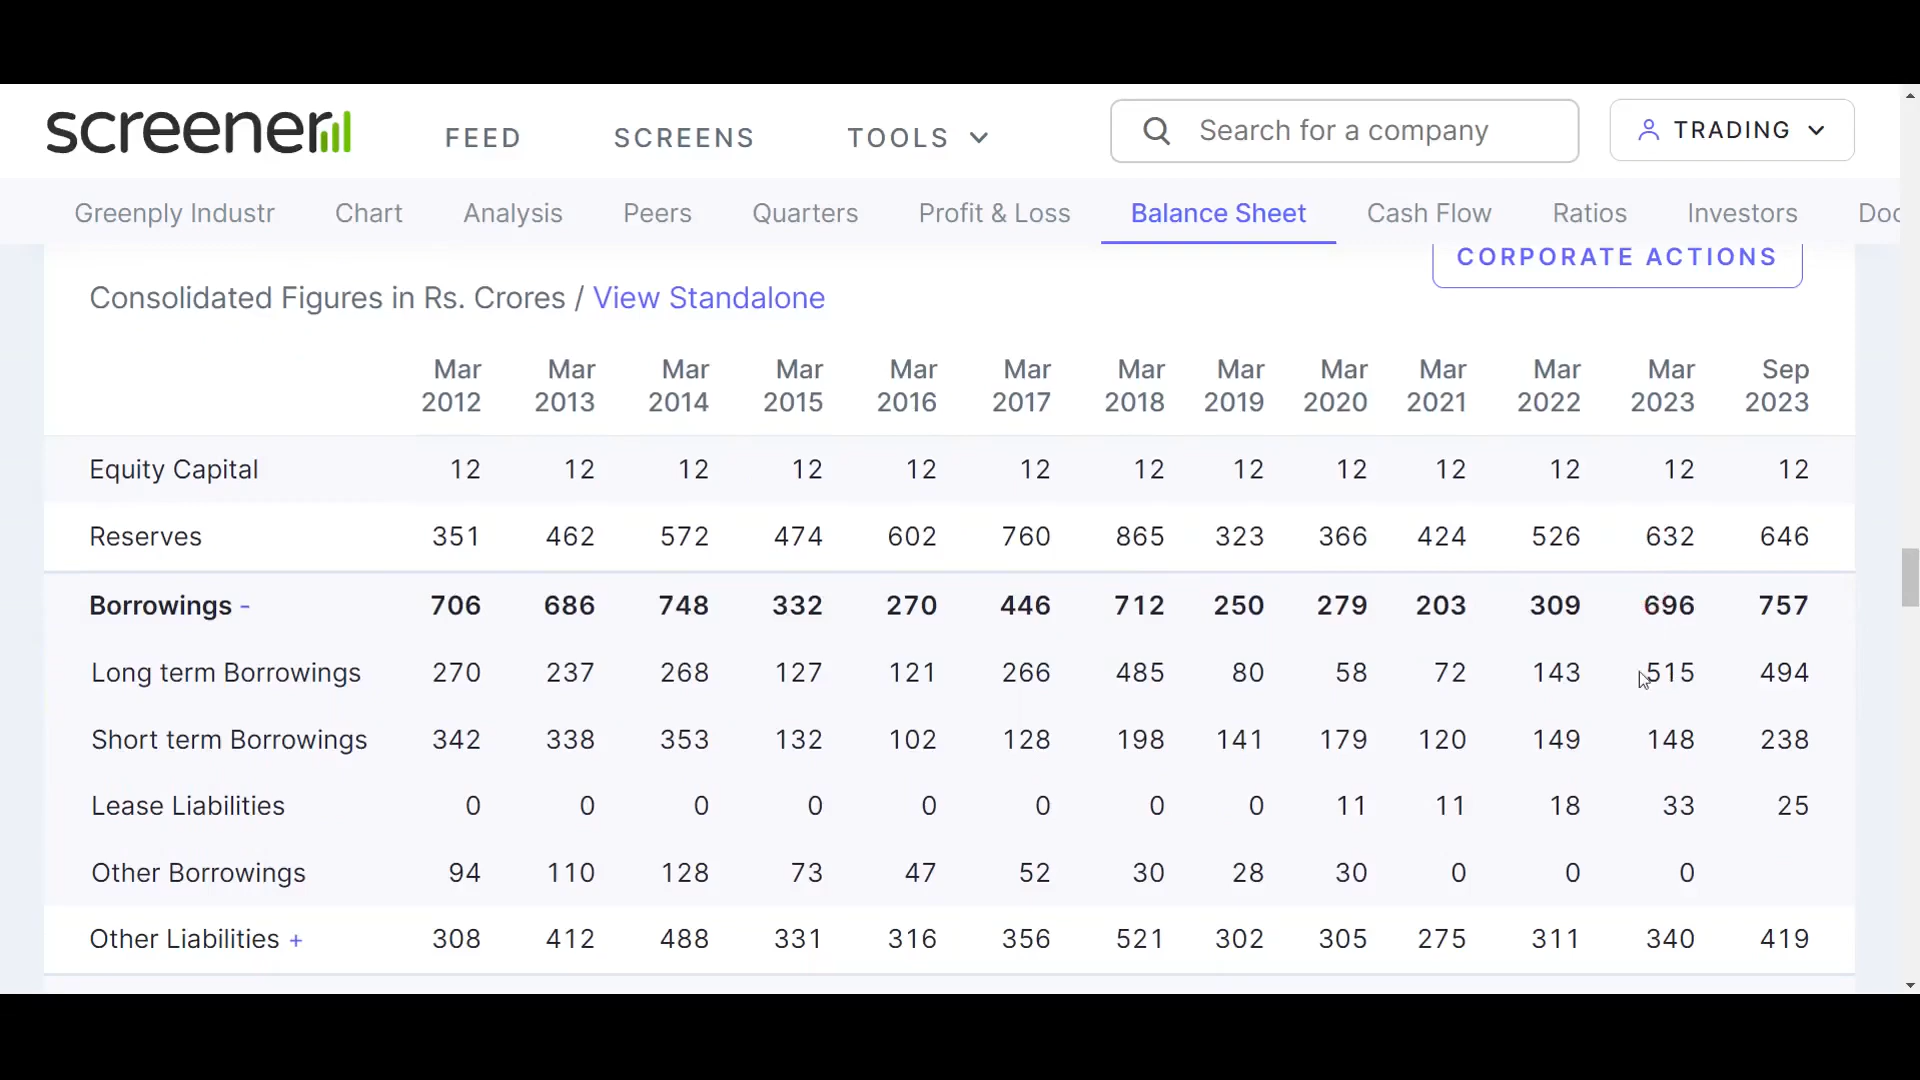 screener
FEED SCREENS TOOLS Search for a company TRADING
Greenply Industr Chart Analysis Peers Quarters Profit & Loss Balance Sheet Cash Flow Ratios Investors Doc
CORPORATE ACTIONS
Consolidated Figures in Rs. Crores / View Standalone
Mar Mar Mar Mar Mar Mar Mar Mar Mar Mar Mar Mar Sep
2012 2013 2014 2015 2016 2017 2018 2019 2020 2021 2022 2023 2023
Equity Capital 12 12 12 12 12 12 12 12 12 12 12 12 12
Reserves 351 462 572 474 602 760 865 323 366 424 526 632 646
Borrowings - 706 686 748 332 270 446 712 250 279 203 309 696 757
Long term Borrowings 270 237 268 127 121 266 485 80 58 72 143 515 494
Short term Borrowings 342 338 353 132 102 128 198 141 179 120 149 148 238
Lease Liabilities 0 0 0 0 0 0 0 0 11 11 18 33 25
Other Borrowings 94 110 128 73 47 52 30 28 30 0 0 0
Other Liabilities + 308 412 488 331 316 356 521 302 305 275 311 340 419